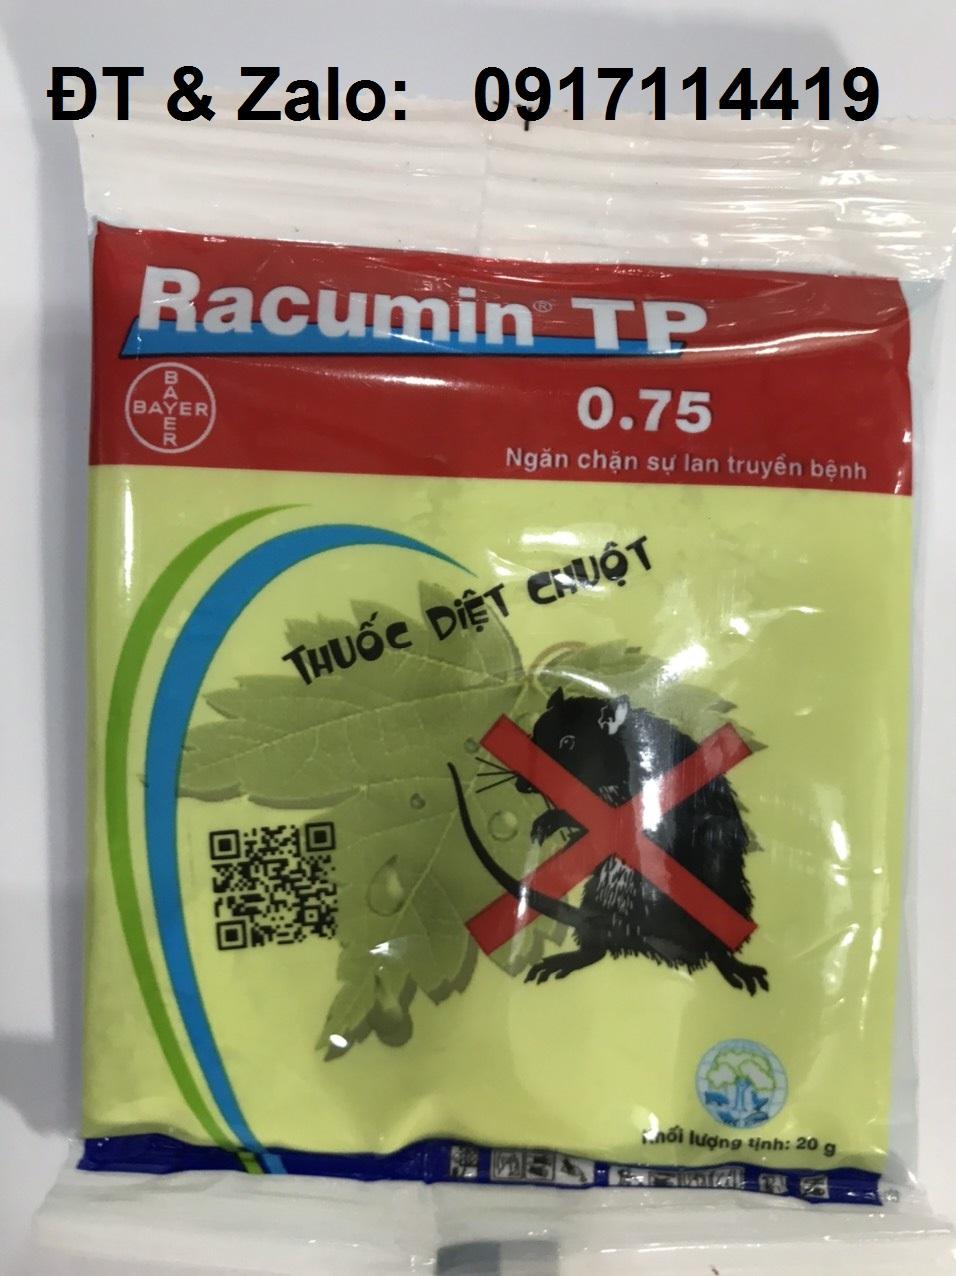 ĐT & Zalo: 0917114419
Racumin® TP
BAYER
BAYER
0.75
Ngăn chặn sự lan truyền bệnh
THUỐC DIỆT CHUỘT
Khối lượng tịnh: 20 g